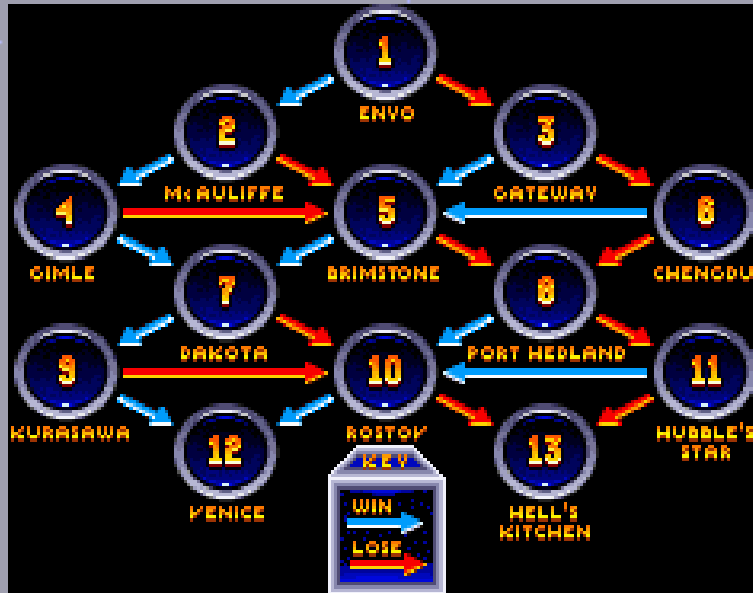 1
ENVO
2
3
McAULIFFE
GATEWAY
4
5
6
GIMLE
BRIMSTONE
CHENGDU
7
8
DAKOTA
PORT HEDLAND
9
10
11
KURASAWA
ROSTOV
HUBBLE'S
STAR
12
13
VENICE
HELL'S
KITCHEN
KEY
WIN
LOSE